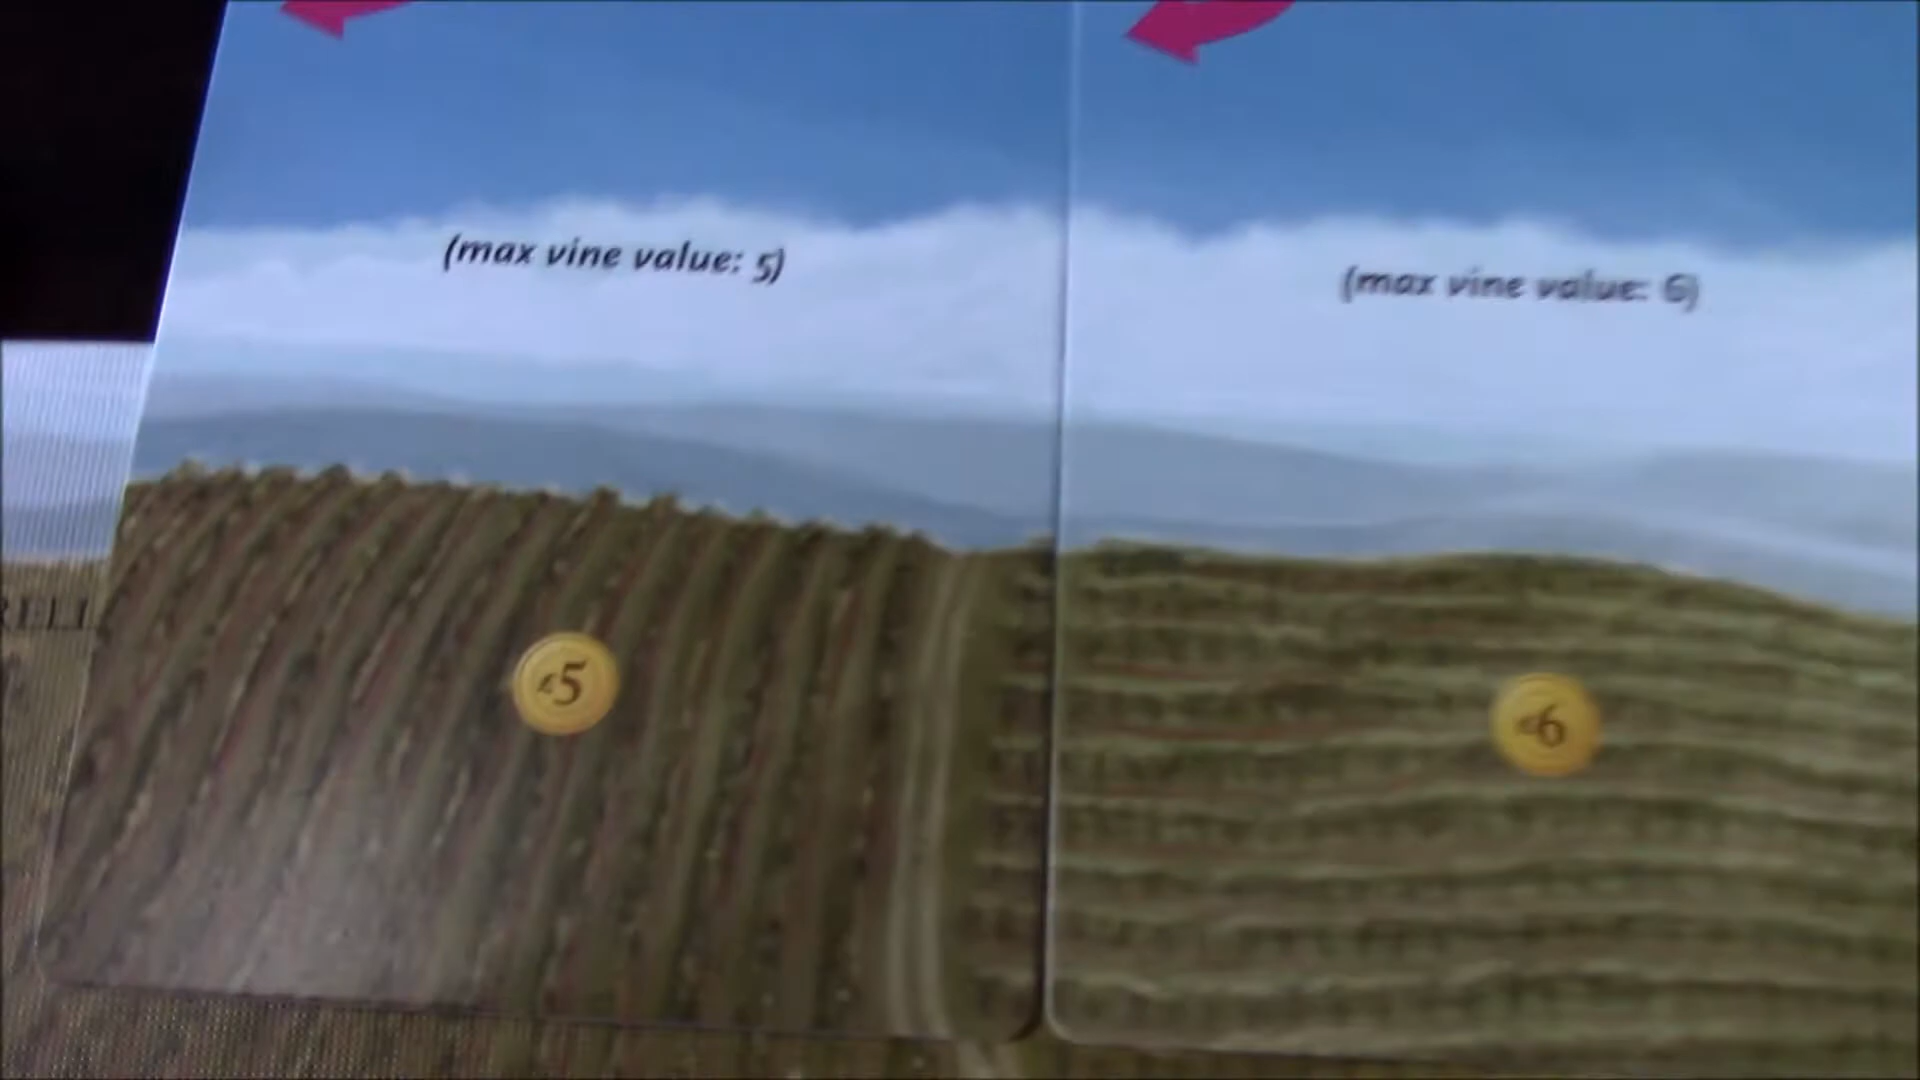 (max vine value: 5)
(max vine value: 6)
5
6